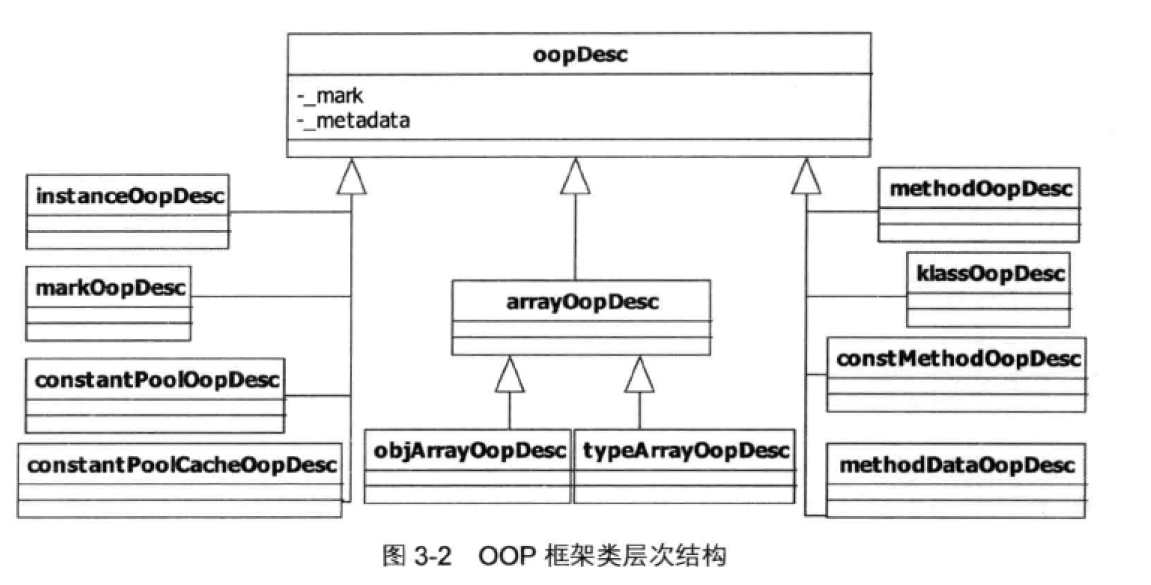 oopDesc
-_mark
-_metadata
instanceOopDesc
markOopDesc
constantPoolOopDesc
constantPoolCacheOopDesc
arrayOopDesc
objArrayOopDesc
typeArrayOopDesc
methodOopDesc
klassOopDesc
constMethodOopDesc
methodDataOopDesc
图 3-2 OOP 框架类层次结构